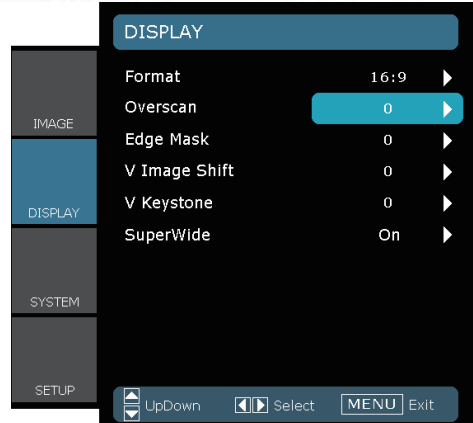 DISPLAY
IMAGE
DISPLAY
SYSTEM
SETUP
Format 16:9
Overscan 0
Edge Mask 0
V Image Shift 0
V Keystone 0
SuperWide On
UpDown Select MENU Exit